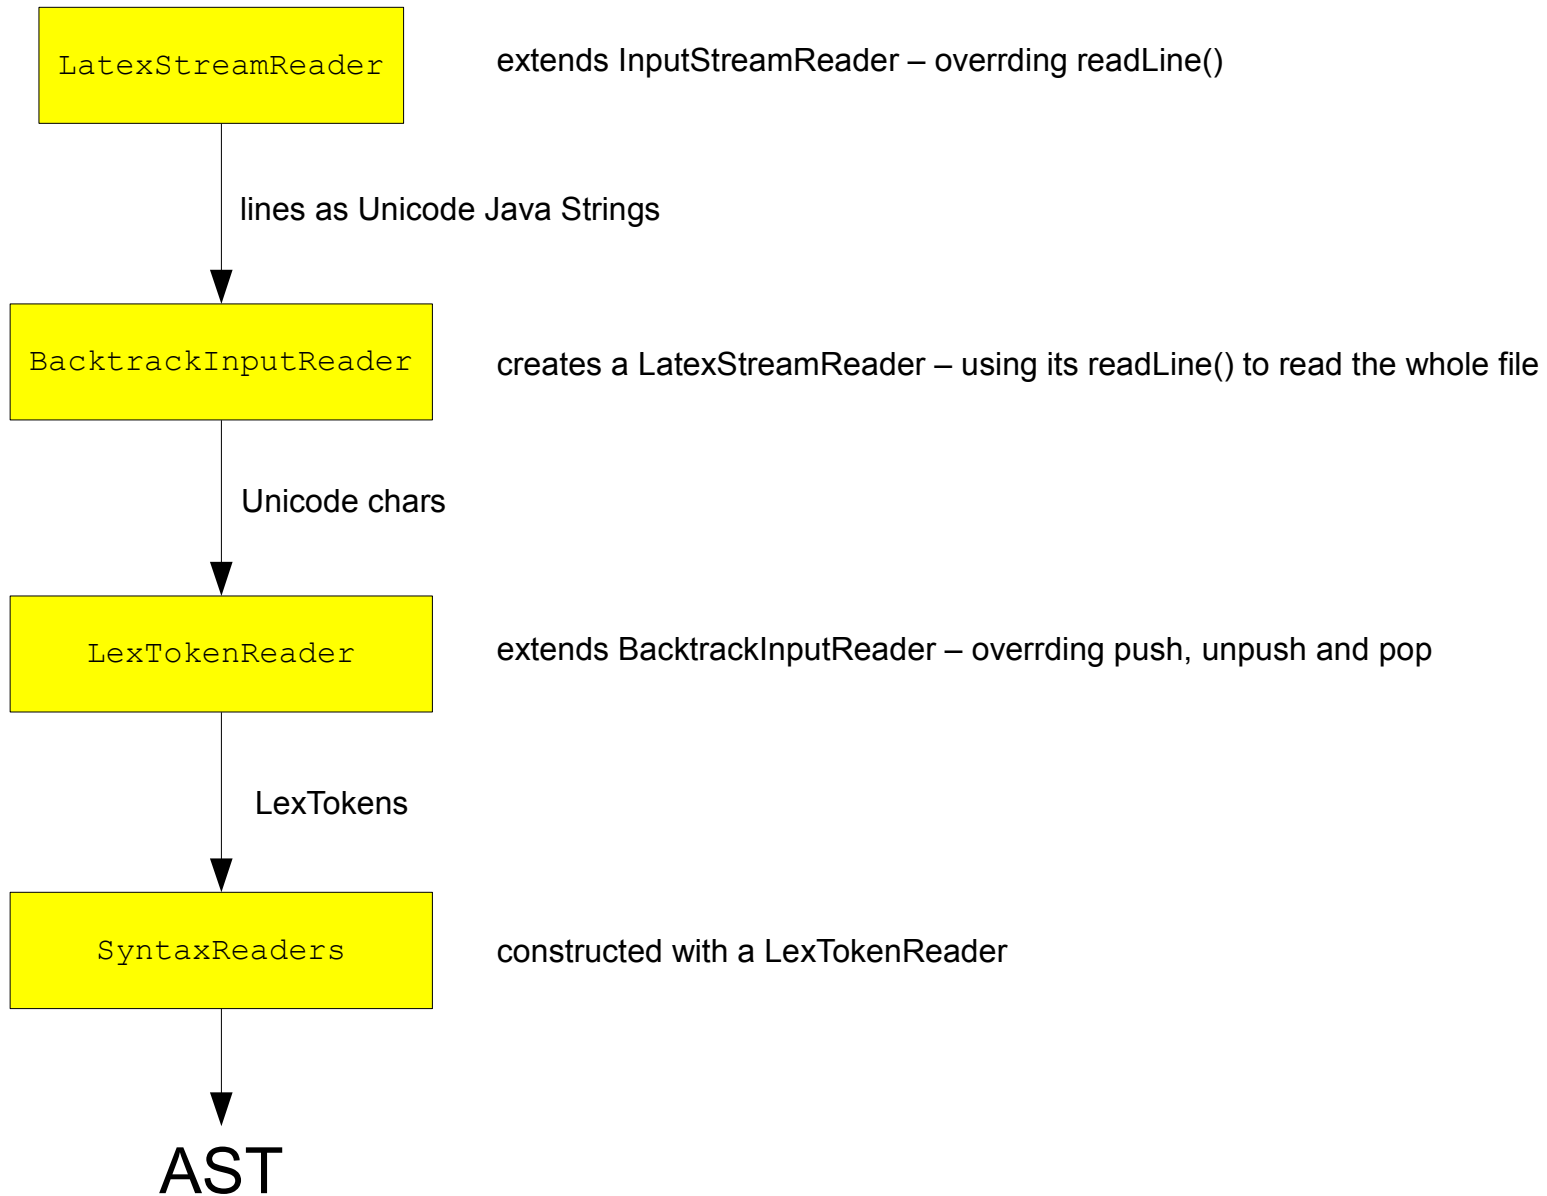 LatexStreamReader
extends InputStreamReader – overrding readLine()
lines as Unicode Java Strings
BacktrackInputReader
creates a LatexStreamReader – using its readLine() to read the whole file
Unicode chars
LexTokenReader
extends BacktrackInputReader – overrding push, unpush and pop
LexTokens
SyntaxReaders
constructed with a LexTokenReader
AST